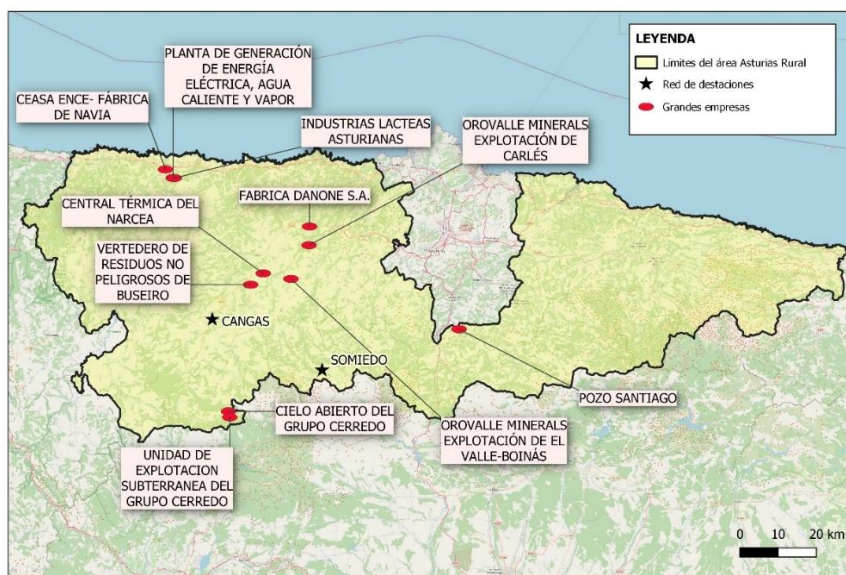 PLANTA DE GENERACIÓN
DE ENERGÍA
ELÉCTRICA, AGUA
CALIENTE Y VAPOR
CEASA ENCE- FÁBRICA
DE NAVIA
INDUSTRIAS LACTEAS
ASTURIANAS
OROVALLE MINERALS
EXPLOTACIÓN DE
CARLÉS
LEYENDA
Límites del área Asturias Rural
Red de destaciones
Grandes empresas
FABRICA DANONE S.A.
CENTRAL TÉRMICA DEL
NARCEA
VERTEDERO DE
RESIDUOS NO
PELIGROSOS DE
BUSEIRO
CANGAS
SOMIEDO
POZO SANTIAGO
CIELO ABIERTO DEL
GRUPO CERREDO
OROVALLE MINERALS
EXPLOTACIÓN DE EL
VALLE-BOINÁS
UNIDAD DE
EXPLOTACION
SUBTERRANEA DEL
GRUPO CERREDO
0 10 20 km